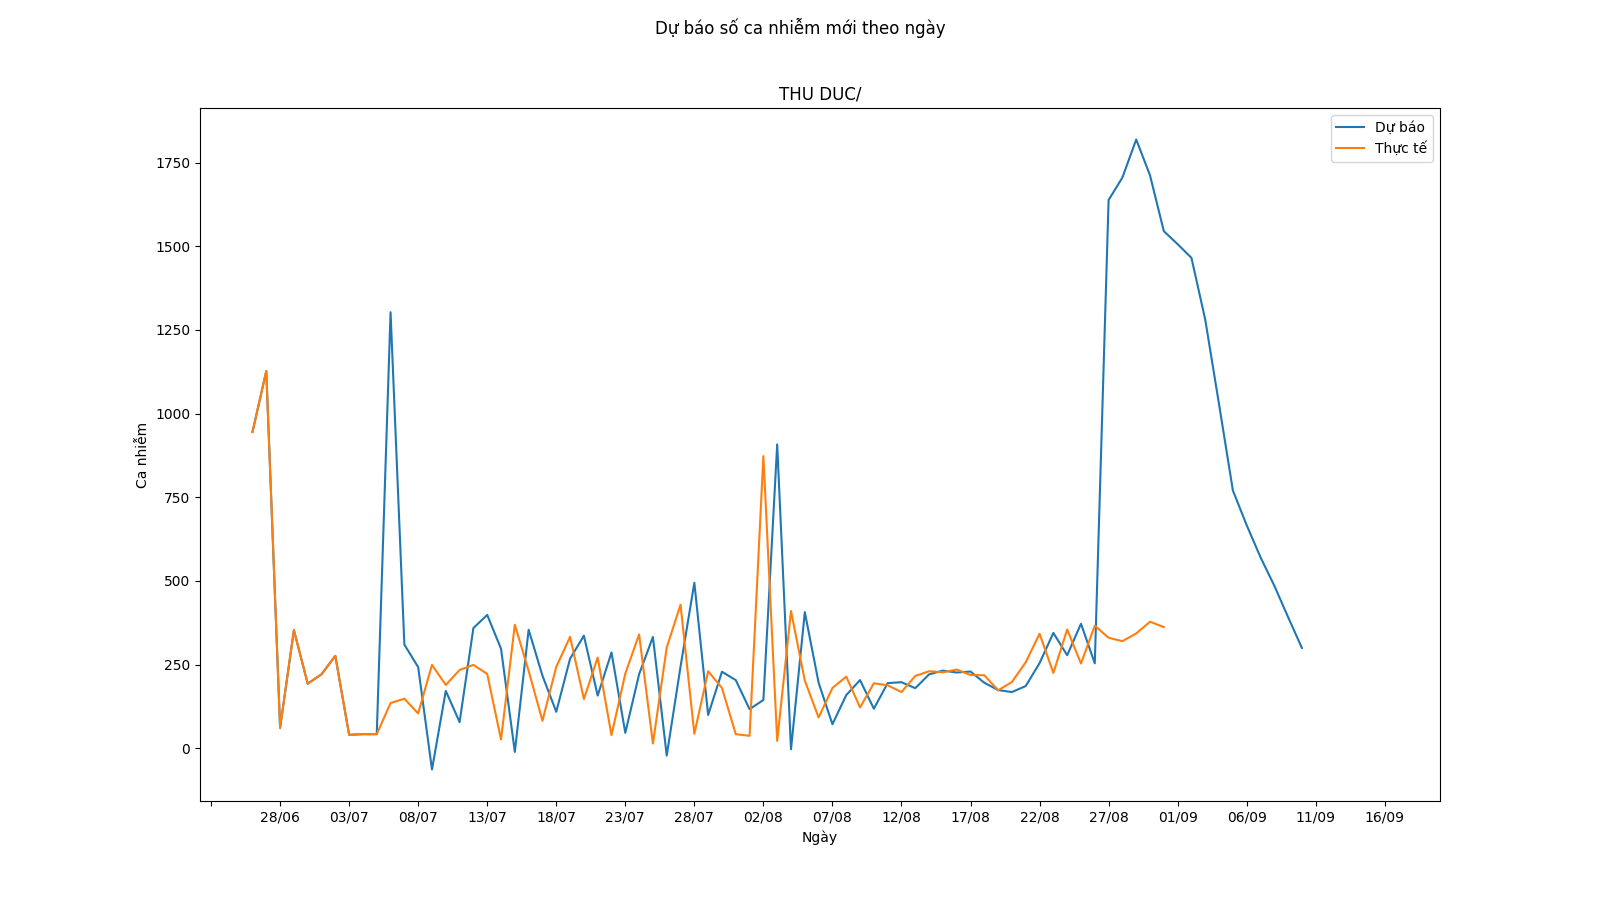 Dự báo số ca nhiễm mới theo ngày
THU DUC/
Dự báo
Thực tế
1750
1500
1250
1000
750
500
250
0
Ca nhiễm
28/06 03/07 08/07 13/07 18/07 23/07 28/07 02/08 07/08 12/08 17/08 22/08 27/08 01/09 06/09 11/09 16/09
Ngày